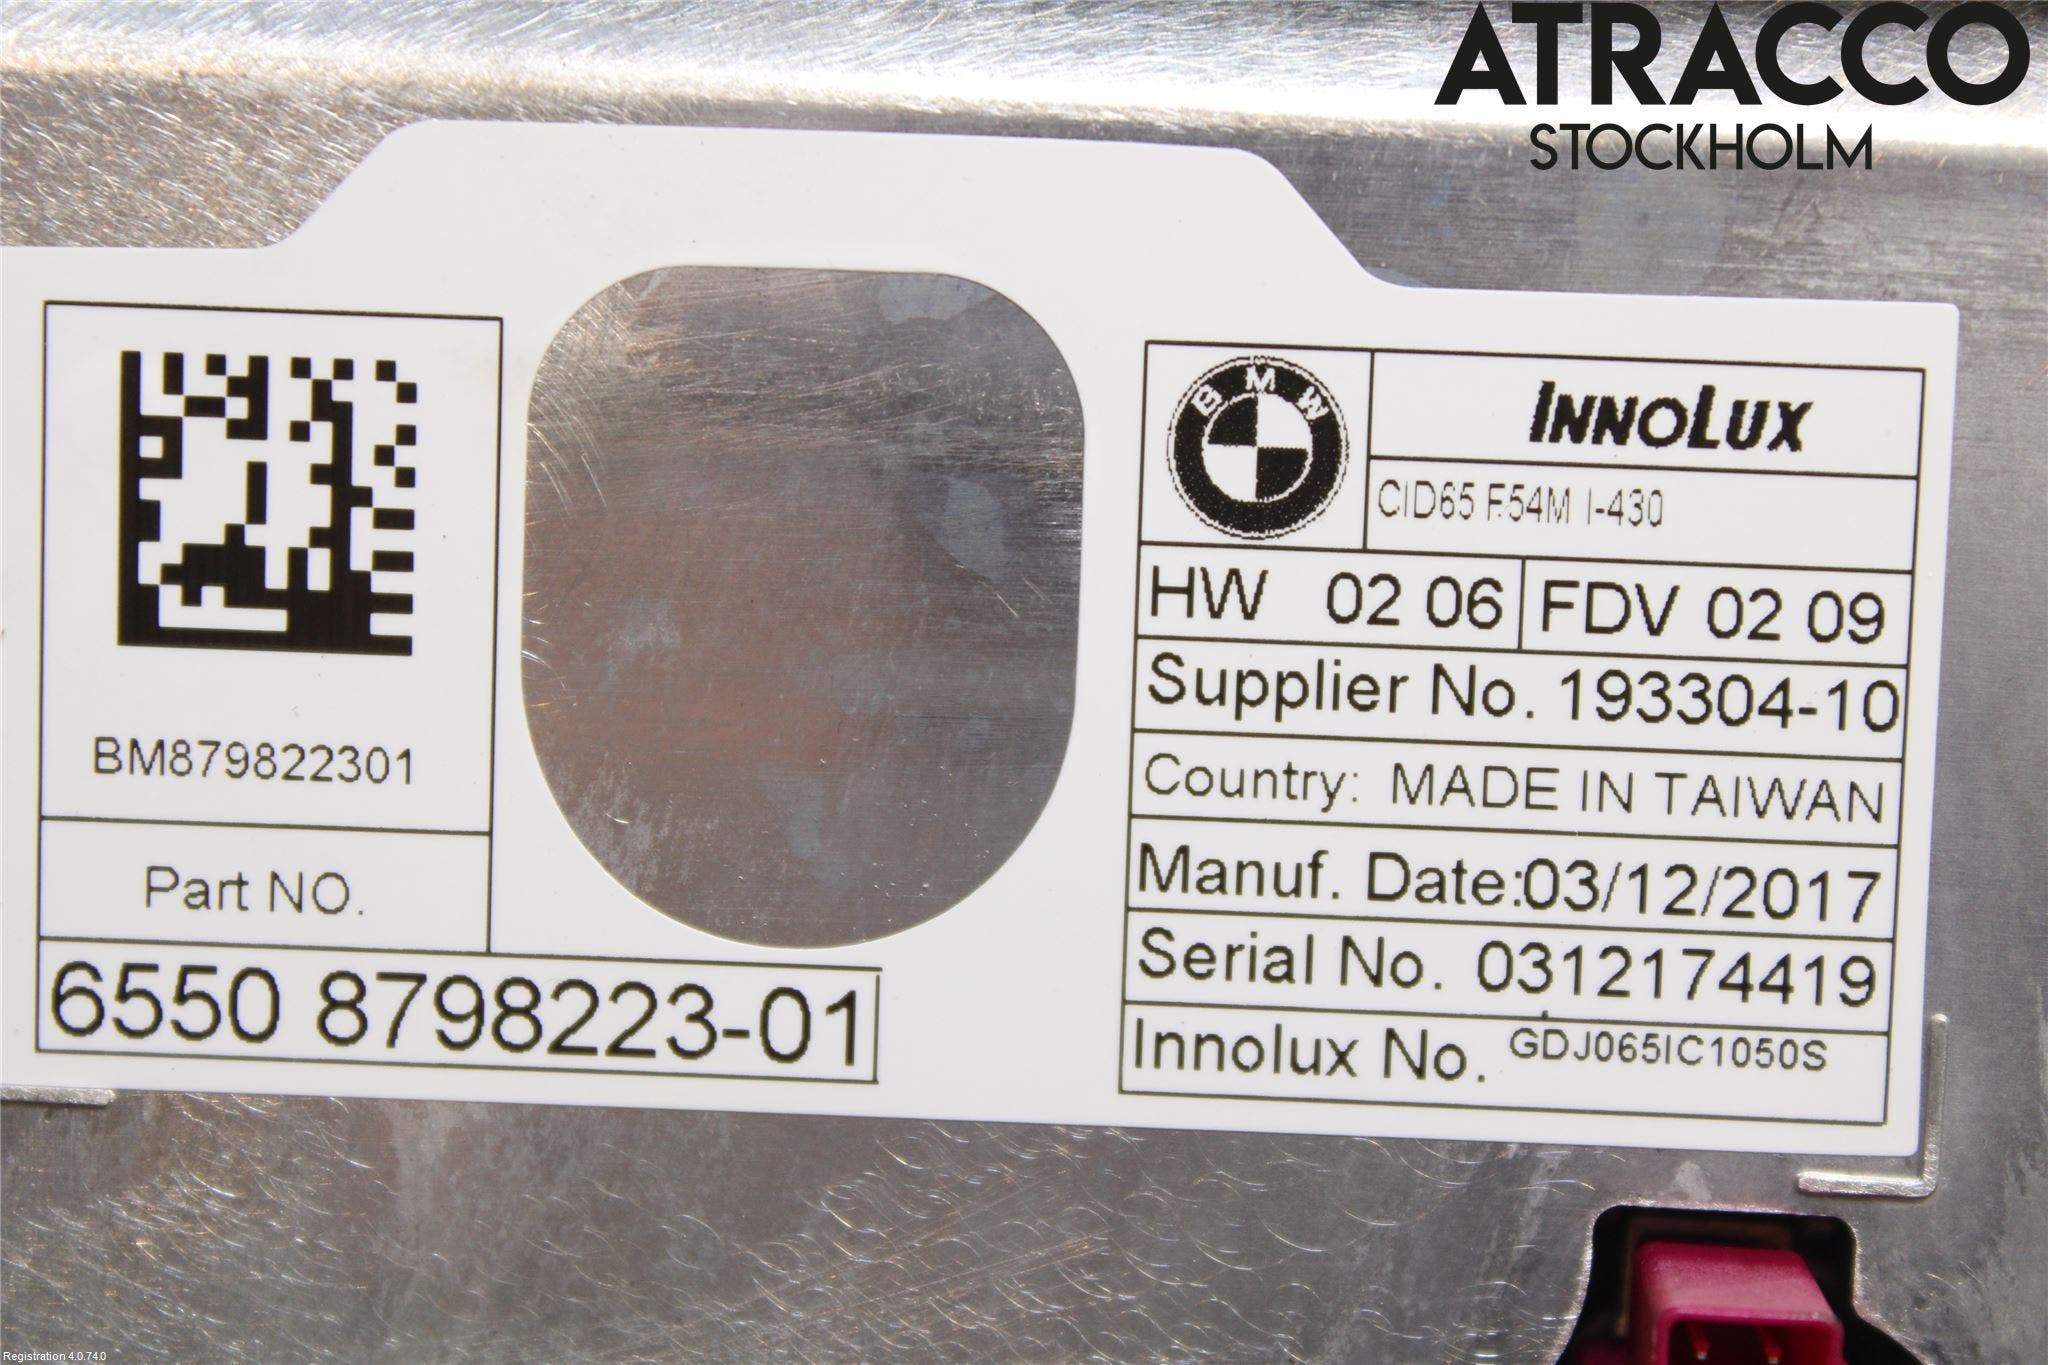 ATRACCO
STOCKHOLM
BM879822301
Part NO.
6550 8798223-01
BMW
INNOLUX
CID65 F.54M I-430
HW 02 06
FDV 02 09
Supplier No. 193304-10
Country: MADE IN TAIWAN
Manuf. Date:03/12/2017
Serial No. 0312174419
Innolux No. GDJ065IC1050S
Registration 4.0.74.0